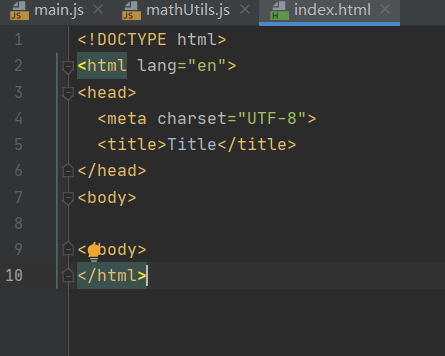 main.js × mathUtils.js × index.html ×
1 <!DOCTYPE html>
2 <html lang="en">
3 <head>
4 <meta charset="UTF-8">
5 <title>Title</title>
6 </head>
7 <body>
8
9 </body>
10 </html>